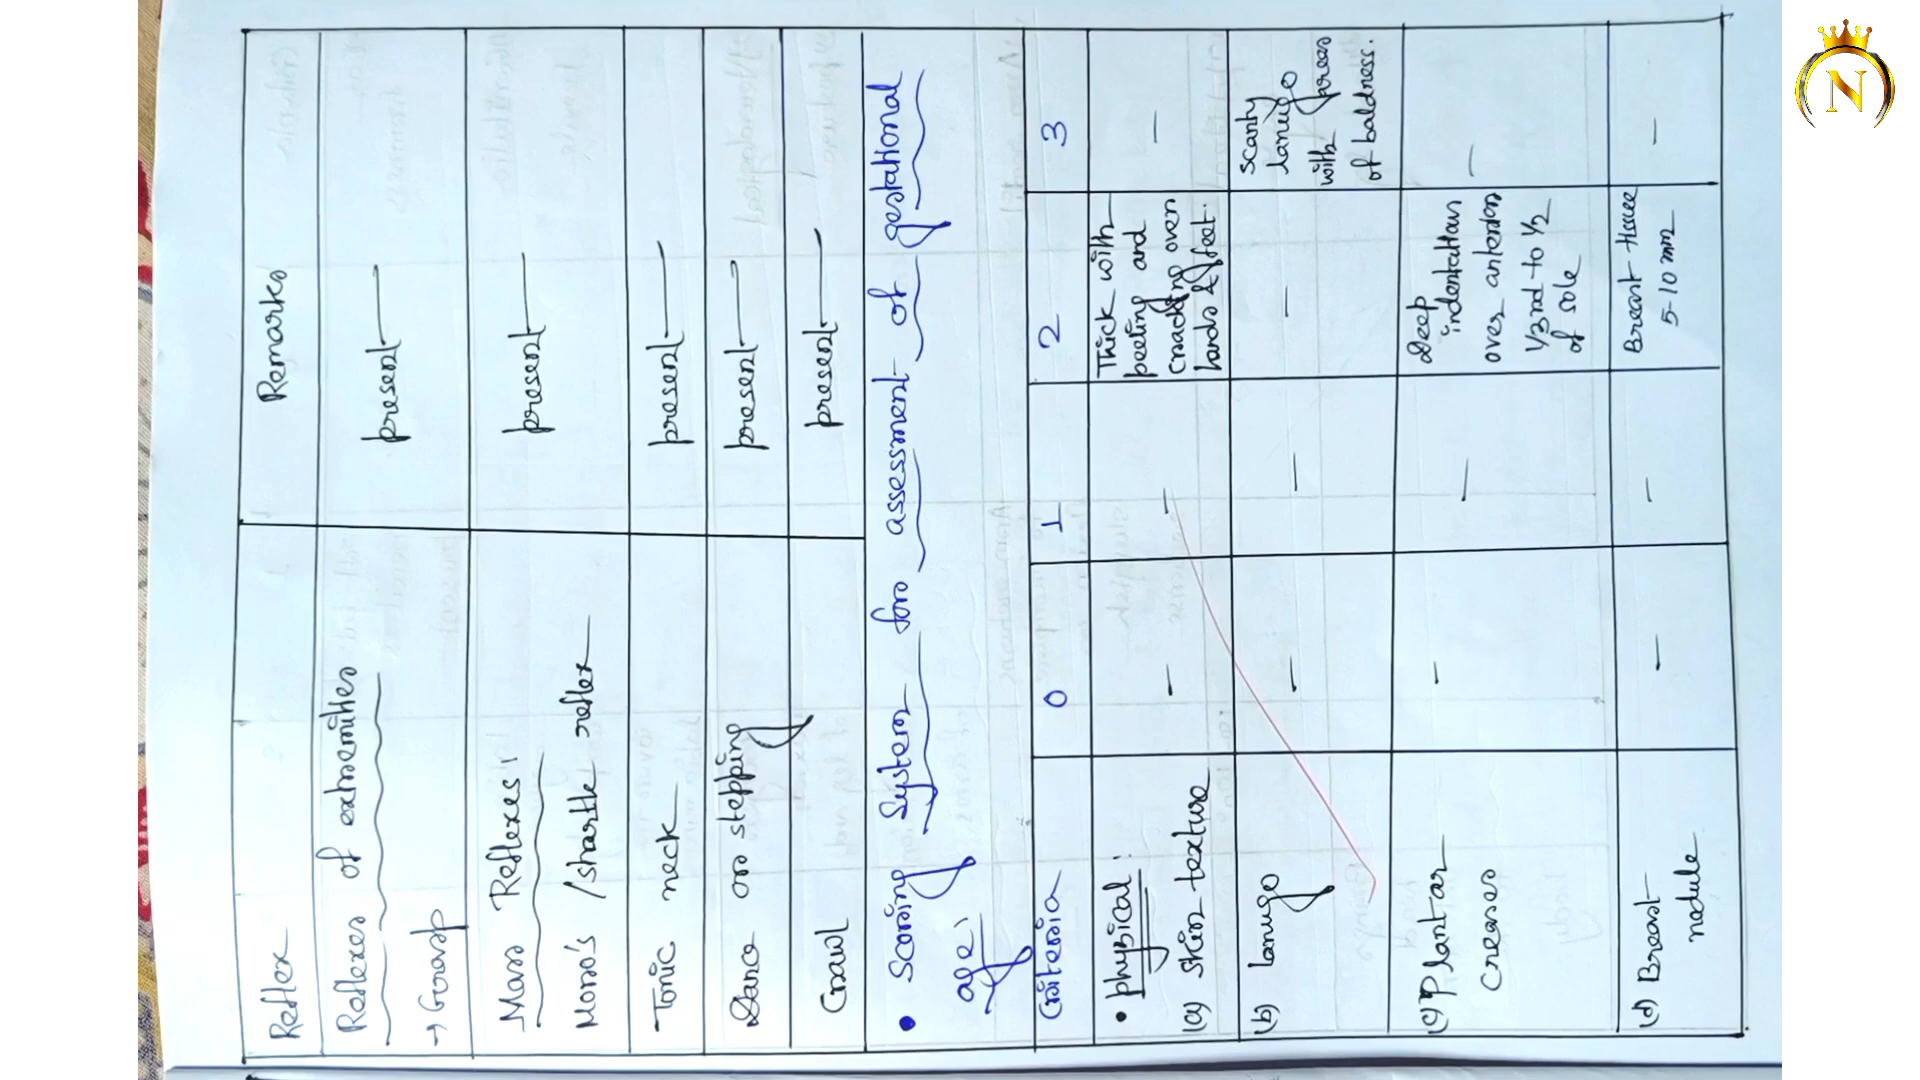 Reflex Remarks
Reflexes of extremities
→ Grasp present
Mass Reflexes:
Moro's /startle reflex present
Tonic neck present
Dance or stepping present
Crawl present
• Scoring System for assessment of gestational
age:
Criteria 0 1 2 3
• physical:
(a) Skin texture — — Thick with peeling and cracking over hands & feet. —
(b) lanugo — — — scanty lanugo with areas of baldness.
(c) Plantar creases — — Deep indentations over anterior 1/3rd to 1/2 of sole —
(d) Breast nodule — — Breast tissue 5-10 mm —
N